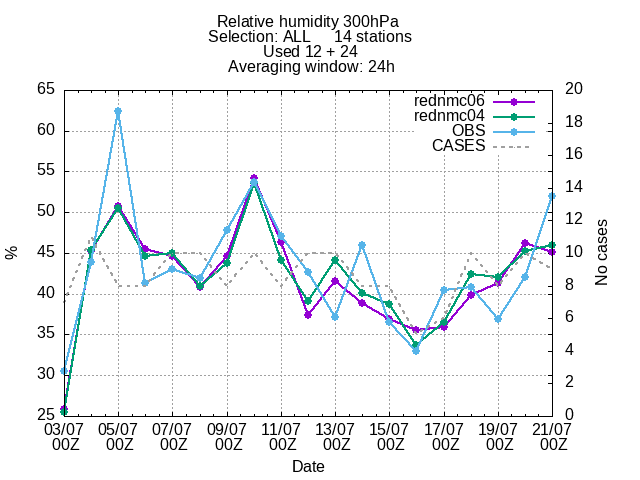 Relative humidity 300hPa
Selection: ALL 14 stations
Used 12 + 24
Averaging window: 24h
rednmc06
rednmc04
OBS
CASES
65
60
55
50
45
40
35
30
25
%
20
18
16
14
12
10
8
6
4
2
0
No cases
03/07 05/07 07/07 09/07 11/07 13/07 15/07 17/07 19/07 21/07
00Z 00Z 00Z 00Z 00Z 00Z 00Z 00Z 00Z 00Z
Date